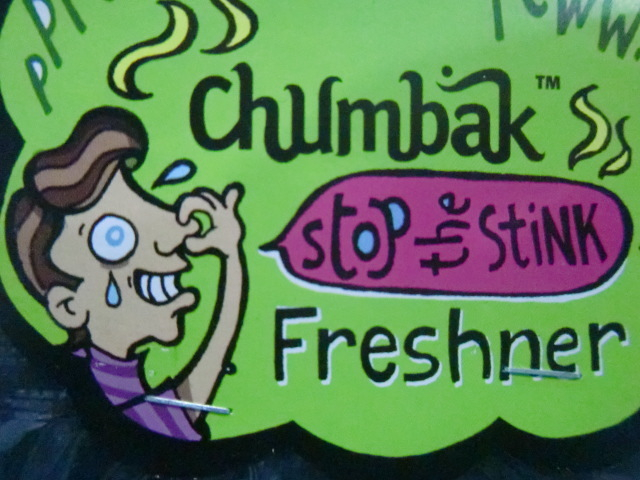 Chumbak™
stop the StiNK
Freshner